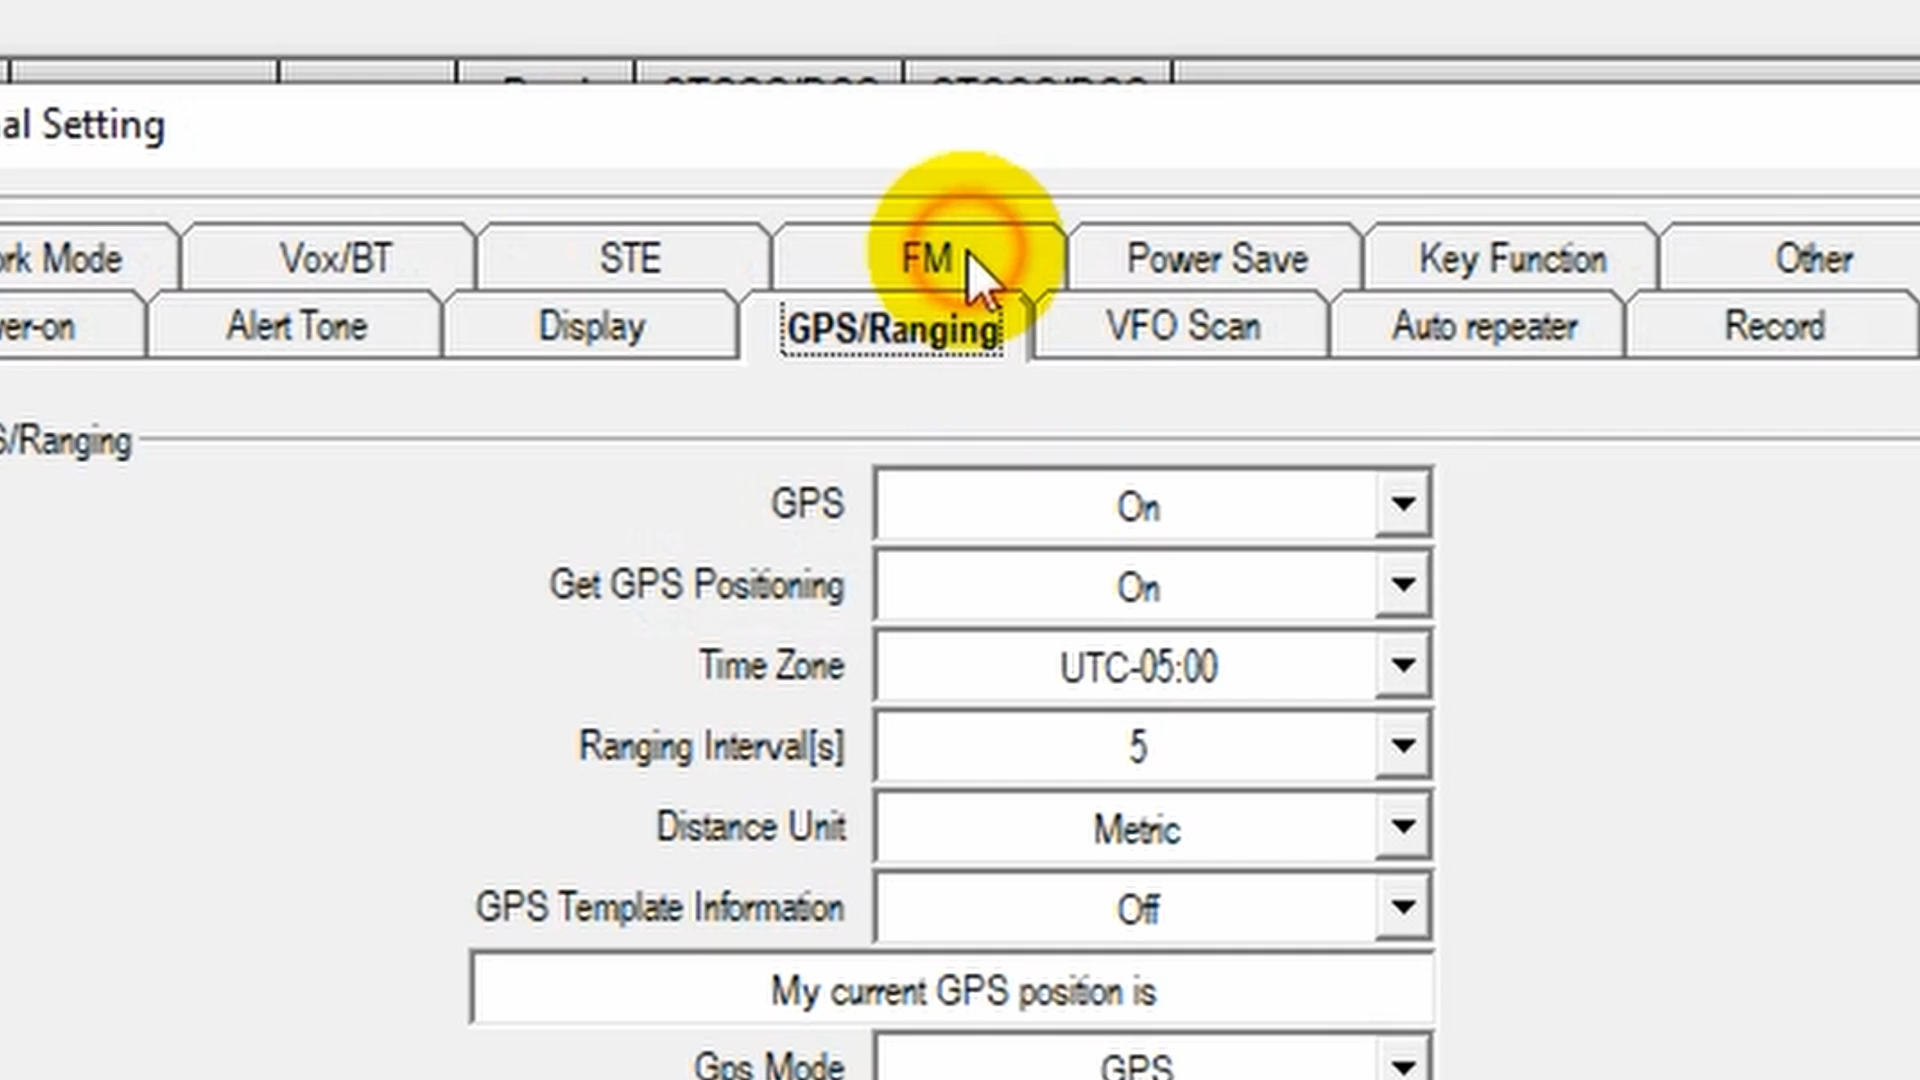 al Setting
rk Mode Vox/BT STE FM Power Save Key Function Other
er-on Alert Tone Display GPS/Ranging VFO Scan Auto repeater Record
/Ranging
GPS On
Get GPS Positioning On
Time Zone UTC-05:00
Ranging Interval[s] 5
Distance Unit Metric
GPS Template Information Off
My current GPS position is
Gps Mode GPS